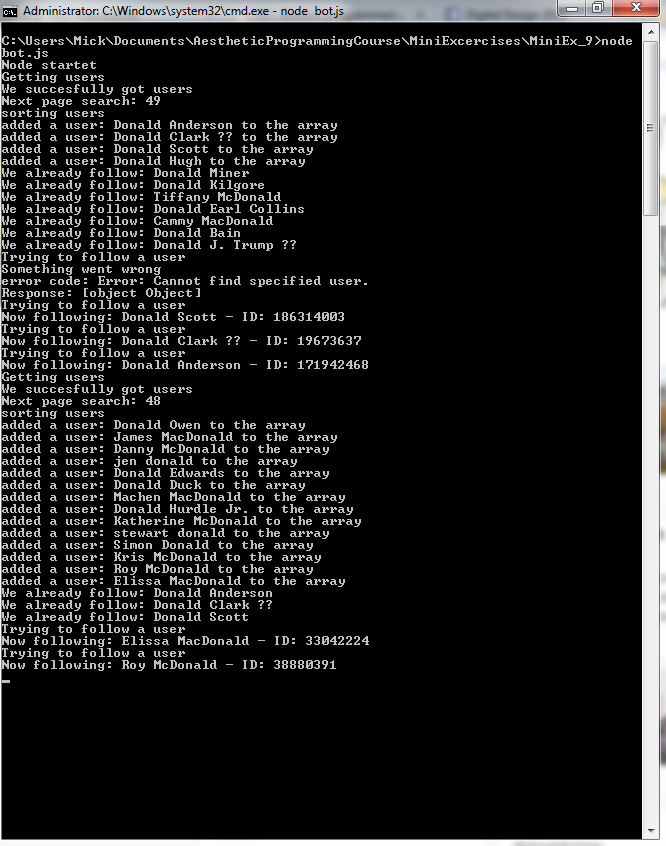 Administrator: C:\Windows\system32\cmd.exe - node  bot.js
C:\Users\Mick\Documents\AestheticProgrammingCourse\MiniExcercises\MiniEx_9>node
bot.js
Node startet
Getting users
We succesfully got users
Next page search: 49
sorting users
added a user: Donald Anderson to the array
added a user: Donald Clark ?? to the array
added a user: Donald Scott to the array
added a user: Donald Hugh to the array
We already follow: Donald Miner
We already follow: Donald Kilgore
We already follow: Tiffany McDonald
We already follow: Donald Earl Collins
We already follow: Cammy MacDonald
We already follow: Donald Bain
We already follow: Donald J. Trump ??
Trying to follow a user
Something went wrong
error code: Error: Cannot find specified user.
Response: [object Object]
Trying to follow a user
Now following: Donald Scott - ID: 186314003
Trying to follow a user
Now following: Donald Clark ?? - ID: 19673637
Trying to follow a user
Now following: Donald Anderson - ID: 171942468
Getting users
We succesfully got users
Next page search: 48
sorting users
added a user: Donald Owen to the array
added a user: James MacDonald to the array
added a user: Danny McDonald to the array
added a user: jen donald to the array
added a user: Donald Edwards to the array
added a user: Donald Duck to the array
added a user: Machen MacDonald to the array
added a user: Donald Hurdle Jr. to the array
added a user: Katherine McDonald to the array
added a user: stewart donald to the array
added a user: Simon Donald to the array
added a user: Kris McDonald to the array
added a user: Roy McDonald to the array
added a user: Elissa MacDonald to the array
We already follow: Donald Anderson
We already follow: Donald Clark ??
We already follow: Donald Scott
Trying to follow a user
Now following: Elissa MacDonald - ID: 33042224
Trying to follow a user
Now following: Roy McDonald - ID: 38880391